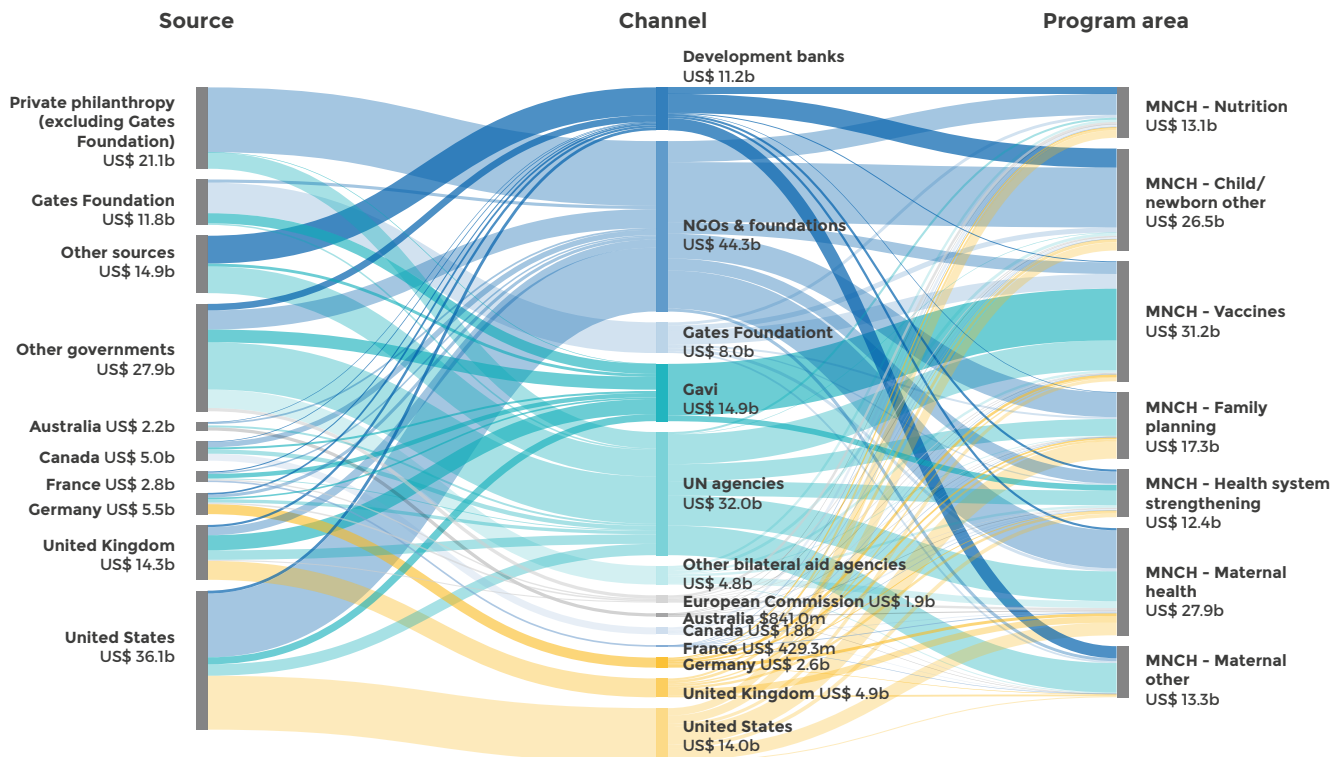 Source
Channel
Program area
Private philanthropy
(excluding Gates
Foundation)
US$ 21.1b
Gates Foundation
US$ 11.8b
Other sources
US$ 14.9b
Other governments
US$ 27.9b
Australia US$ 2.2b
Canada US$ 5.0b
France US$ 2.8b
Germany US$ 5.5b
United Kingdom
US$ 14.3b
United States
US$ 36.1b
Development banks
US$ 11.2b
NGOs & foundations
US$ 44.3b
Gates Foundationt
US$ 8.0b
Gavi
US$ 14.9b
UN agencies
US$ 32.0b
Other bilateral aid agencies
US$ 4.8b
European Commission US$ 1.9b
Australia $841.0m
Canada US$ 1.8b
France US$ 429.3m
Germany US$ 2.6b
United Kingdom US$ 4.9b
United States
US$ 14.0b
MNCH - Nutrition
US$ 13.1b
MNCH - Child/
newborn other
US$ 26.5b
MNCH - Vaccines
US$ 31.2b
MNCH - Family
planning
US$ 17.3b
MNCH - Health system
strengthening
US$ 12.4b
MNCH - Maternal
health
US$ 27.9b
MNCH - Maternal
other
US$ 13.3b